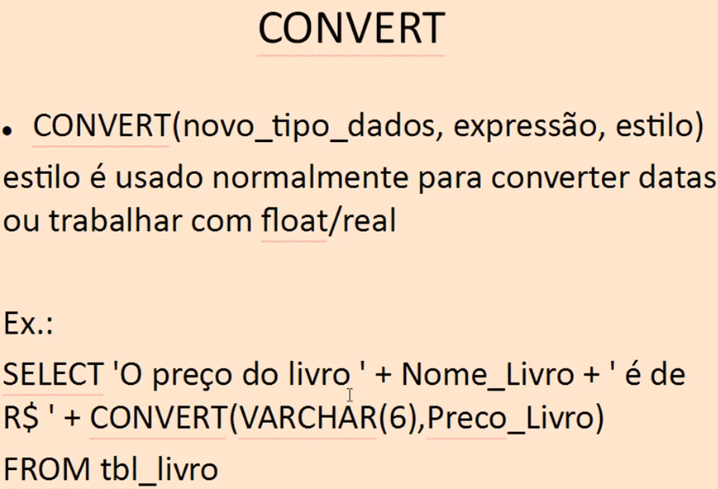 CONVERT
• CONVERT(novo_tipo_dados, expressão, estilo)
estilo é usado normalmente para converter datas
ou trabalhar com float/real
Ex.:
SELECT 'O preço do livro ' + Nome_Livro + ' é de
R$ ' + CONVERT(VARCHAR(6),Preco_Livro)
FROM tbl_livro